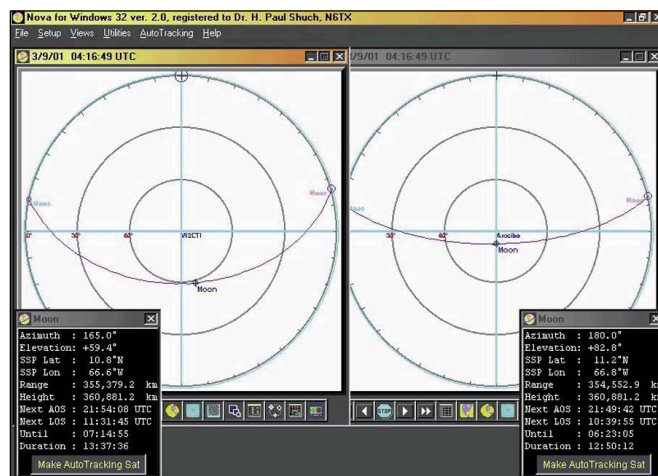 Nova for Windows 32 ver. 2.0, registered to Dr. H. Paul Shuch, N6TX
File Setup Views Utilities AutoTracking Help
3/9/01 04:16:49 UTC
Moon
Moon
0° 30° 60°
W2ETI
Moon
3/9/01 04:16:49 UTC
Moon
30° 60°
Arecibo
Moon
Moon
Azimuth : 165.0°
Elevation: +59.4°
SSP Lat : 10.8°N
SSP Lon : 66.6°W
Range : 355,379.2 km
Height : 360,881.2 km
Next AOS : 21:54:08 UTC
Next LOS : 11:31:45 UTC
Until : 07:14:55
Duration : 13:37:36
Make AutoTracking Sat
STOP
Moon
Azimuth : 180.0°
Elevation: +82.8°
SSP Lat : 11.2°N
SSP Lon : 66.8°W
Range : 354,552.9 km
Height : 360,881.2 km
Next AOS : 21:49:42 UTC
Next LOS : 10:39:55 UTC
Until : 06:23:05
Duration : 12:50:12
Make AutoTracking Sat